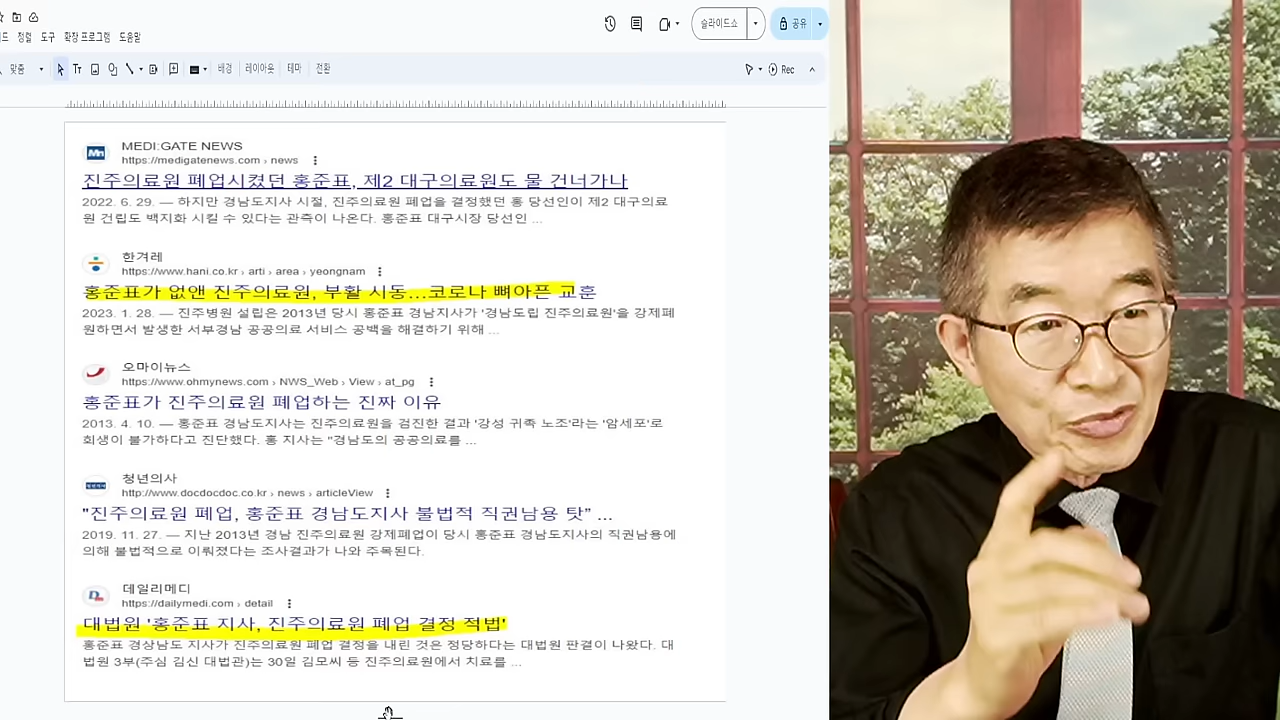 정렬 도구 확장 프로그램 도움말
슬라이드쇼
공유
맞춤
배경 레이아웃 테마 전환
Rec
MEDI:GATE NEWS
https://medigatenews.com › news
진주의료원 폐업시켰던 홍준표, 제2 대구의료원도 물 건너가나
2022. 6. 29. — 하지만 경남도지사 시절, 진주의료원 폐업을 결정했던 홍 당선인이 제2 대구의료
원 건립도 백지화 시킬 수 있다는 관측이 나온다. 홍준표 대구시장 당선인 ...
한겨레
https://www.hani.co.kr › arti › area › yeongnam
홍준표가 없앤 진주의료원, 부활 시동...코로나 뼈아픈 교훈
2023. 1. 28. — 진주병원 설립은 2013년 당시 홍준표 경남지사가 '경남도립 진주의료원'을 강제폐
원하면서 발생한 서부경남 공공의료 서비스 공백을 해결하기 위해 ...
오마이뉴스
https://www.ohmynews.com › NWS_Web › View › at_pg
홍준표가 진주의료원 폐업하는 진짜 이유
2013. 4. 10. — 홍준표 경남도지사는 진주의료원을 검진한 결과 '강성 귀족 노조'라는 '암세포'로
회생이 불가하다고 진단했다. 홍 지사는 "경남도의 공공의료를 ...
청년의사
http://www.docdocdoc.co.kr › news › articleView
"진주의료원 폐업, 홍준표 경남도지사 불법적 직권남용 탓" ...
2019. 11. 27. — 지난 2013년 경남 진주의료원 강제폐업이 당시 홍준표 경남도지사의 직권남용에
의해 불법적으로 이뤄졌다는 조사결과가 나와 주목된다.
데일리메디
https://dailymedi.com › detail
대법원 '홍준표 지사, 진주의료원 폐업 결정 적법'
홍준표 경상남도 지사가 진주의료원 폐업 결정을 내린 것은 정당하다는 대법원 판결이 나왔다. 대
법원 3부(주심 김신 대법관)는 30일 김모씨 등 진주의료원에서 치료를 ...